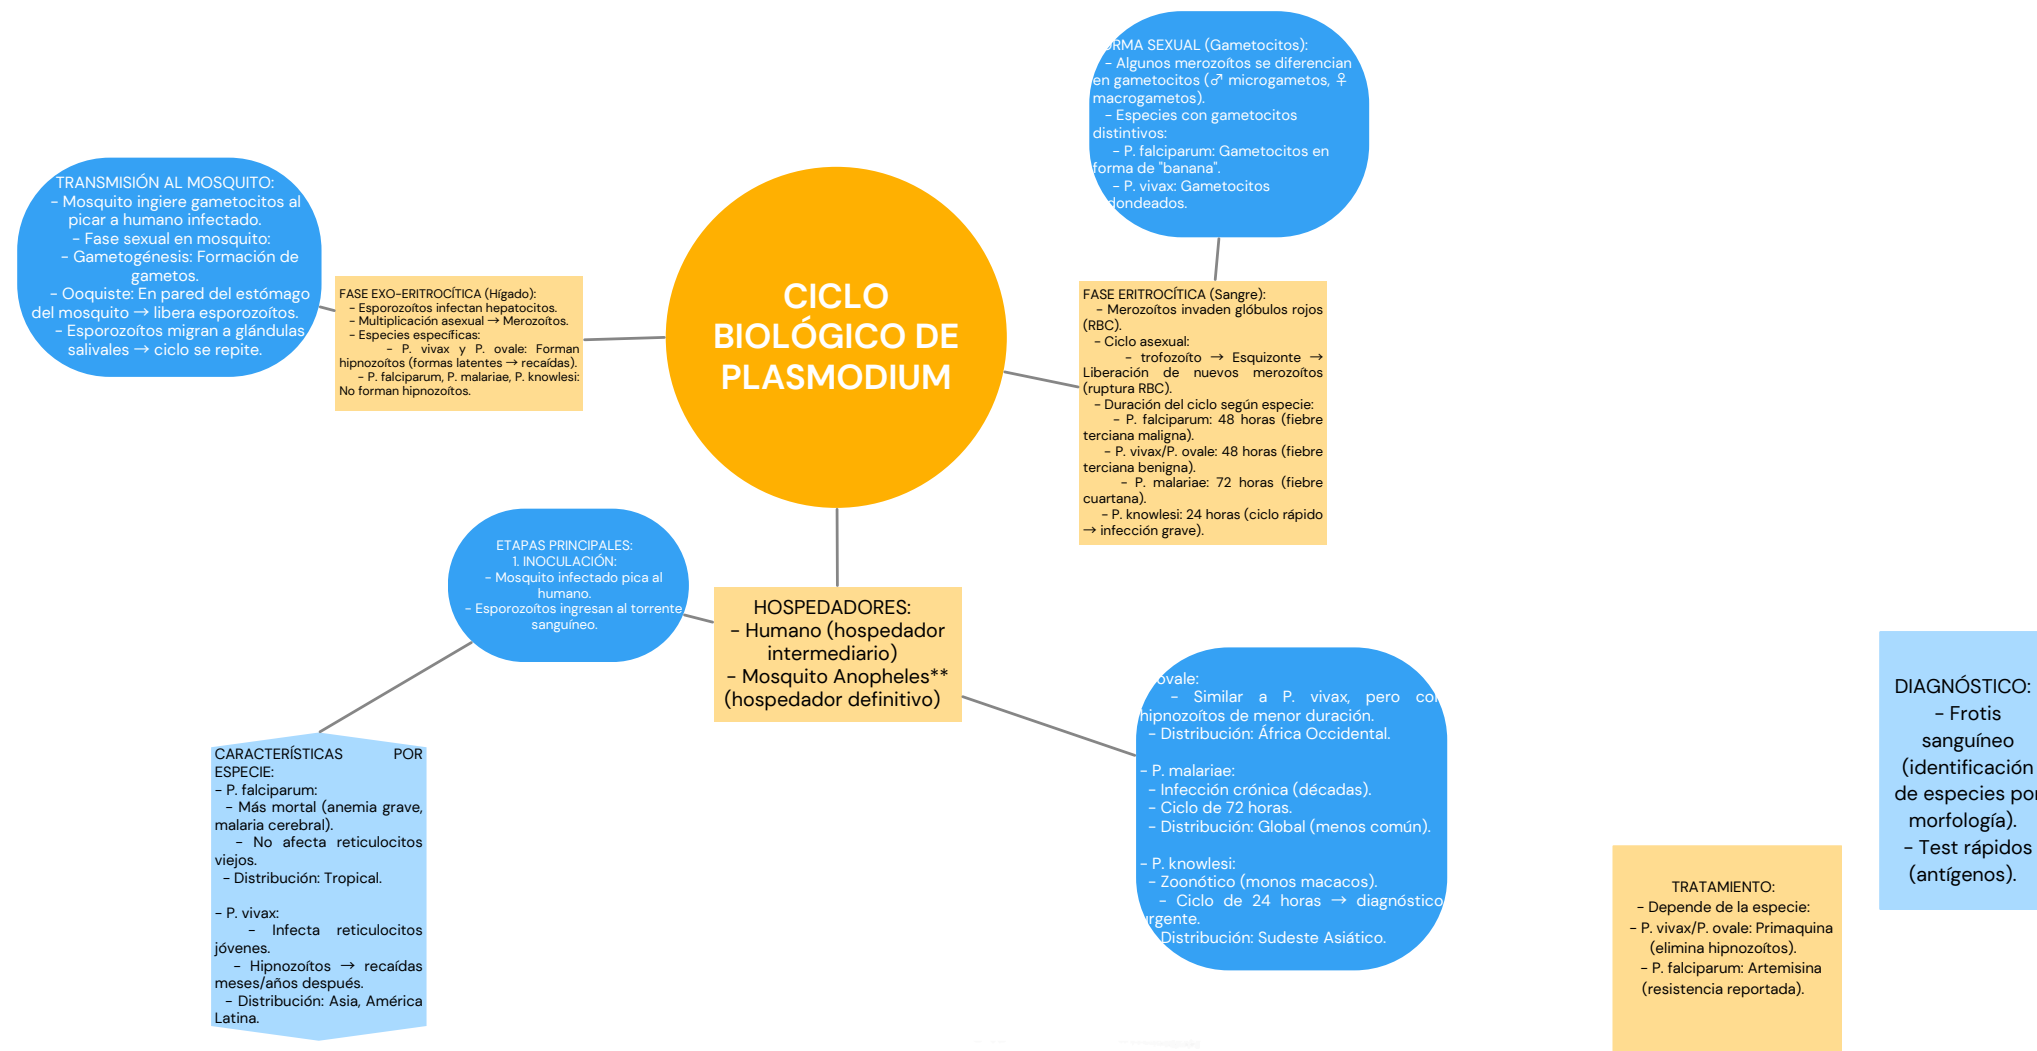 CICLO
BIOLÓGICO DE
PLASMODIUM
TRANSMISIÓN AL MOSQUITO:
- Mosquito ingiere gametocitos al
picar a humano infectado.
- Fase sexual en mosquito:
- Gametogénesis: Formación de
gametos.
- Ooquiste: En pared del estómago
del mosquito → libera esporozoítos.
- Esporozoítos migran a glándulas
salivales → ciclo se repite.
FASE EXO-ERITROCÍTICA (Hígado):
- Esporozoítos infectan hepatocitos.
- Multiplicación asexual → Merozoítos.
- Especies específicas:
- P. vivax y P. ovale: Forman
hipnozoítos (formas latentes → recaídas).
- P. falciparum, P. malariae, P. knowlesi:
No forman hipnozoítos.
SEXUAL (Gametocitos):
- Algunos merozoítos se diferencian
en gametocitos (♂ microgametos, ♀
macrogametos).
- Especies con gametocitos
distintivos:
- P. falciparum: Gametocitos en
forma de "banana".
- P. vivax: Gametocitos
FASE ERITROCÍTICA (Sangre):
- Merozoítos invaden glóbulos rojos
(RBC).
- Ciclo asexual:
- trofozoíto → Esquizonte →
Liberación de nuevos merozoítos
(ruptura RBC).
- Duración del ciclo según especie:
- P. falciparum: 48 horas (fiebre
terciana maligna).
- P. vivax/P. ovale: 48 horas (fiebre
terciana benigna).
- P. malariae: 72 horas (fiebre
cuartana).
- P. knowlesi: 24 horas (ciclo rápido
→ infección grave).
ETAPAS PRINCIPALES:
1. INOCULACIÓN:
- Mosquito infectado pica al
humano.
- Esporozoítos ingresan al torrente
sanguíneo.
HOSPEDADORES:
- Humano (hospedador
intermediario)
- Mosquito Anopheles**
(hospedador definitivo)
CARACTERÍSTICAS POR
ESPECIE:
- P. falciparum:
- Más mortal (anemia grave,
malaria cerebral).
- No afecta reticulocitos
viejos.
- Distribución: Tropical.
- P. vivax:
- Infecta reticulocitos
jóvenes.
- Hipnozoítos → recaídas
meses/años después.
- Distribución: Asia, América
Latina.
ovale:
- Similar a P. vivax, pero con
hipnozoítos de menor duración.
- Distribución: África Occidental.
- P. malariae:
- Infección crónica (décadas).
- Ciclo de 72 horas.
- Distribución: Global (menos común).
- P. knowlesi:
- Zoonótico (monos macacos).
- Ciclo de 24 horas → diagnóstico
urgente.
Distribución: Sudeste Asiático.
TRATAMIENTO:
- Depende de la especie:
- P. vivax/P. ovale: Primaquina
(elimina hipnozoítos).
- P. falciparum: Artemisina
(resistencia reportada).
DIAGNÓSTICO:
- Frotis
sanguíneo
(identificación
de especies por
morfología).
- Test rápidos
(antígenos).